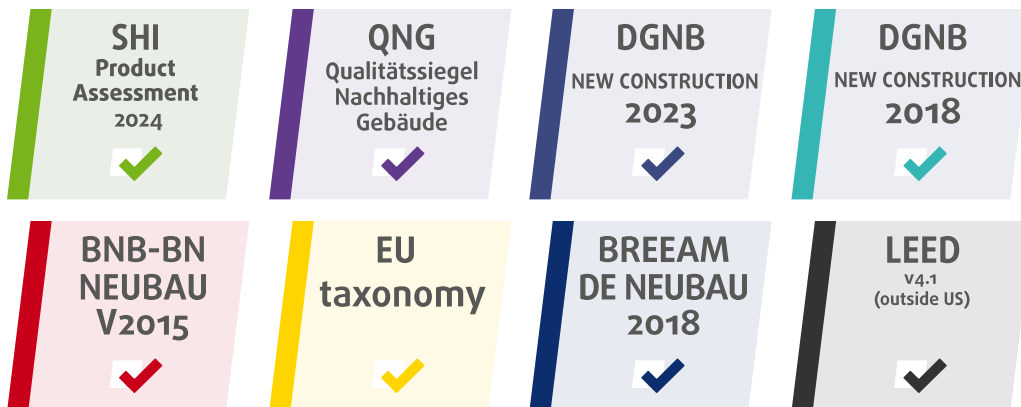 SHI
Product
Assessment
2024
QNG
Qualitätssiegel
Nachhaltiges
Gebäude
DGNB
NEW CONSTRUCTION
2023
DGNB
NEW CONSTRUCTION
2018
BNB-BN
NEUBAU
V2015
EU
taxonomy
BREEAM
DE NEUBAU
2018
LEED
v4.1
(outside US)